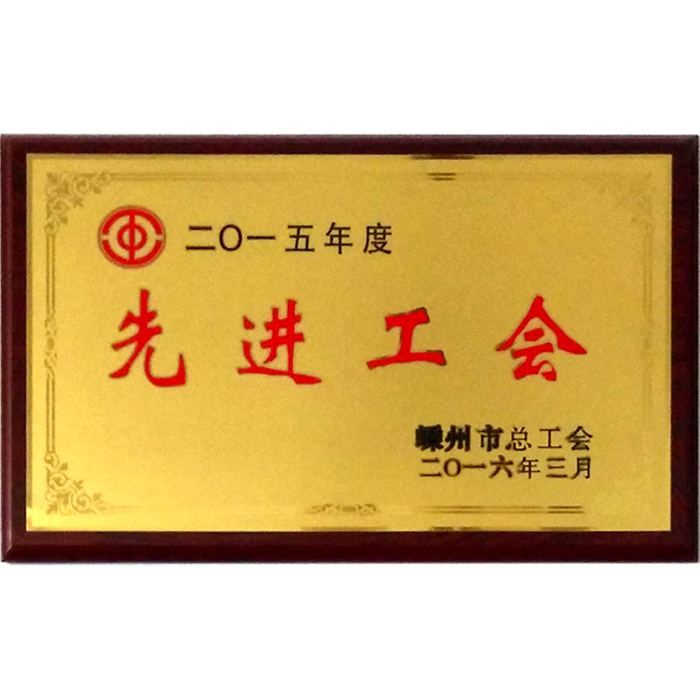 二〇一五年度
先进工会
嵊州市总工会
二〇一六年三月